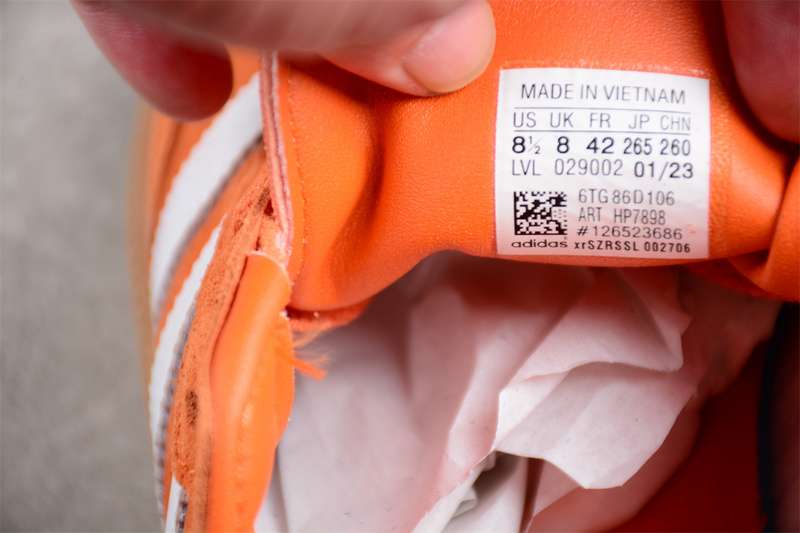 MADE IN VIETNAM
US UK FR JP CHN
8½ 8 42 265 260
LVL 029002 01/23
6TG 86D106
ART HP7898
#126523686
adidas xrSZRSSL 002706